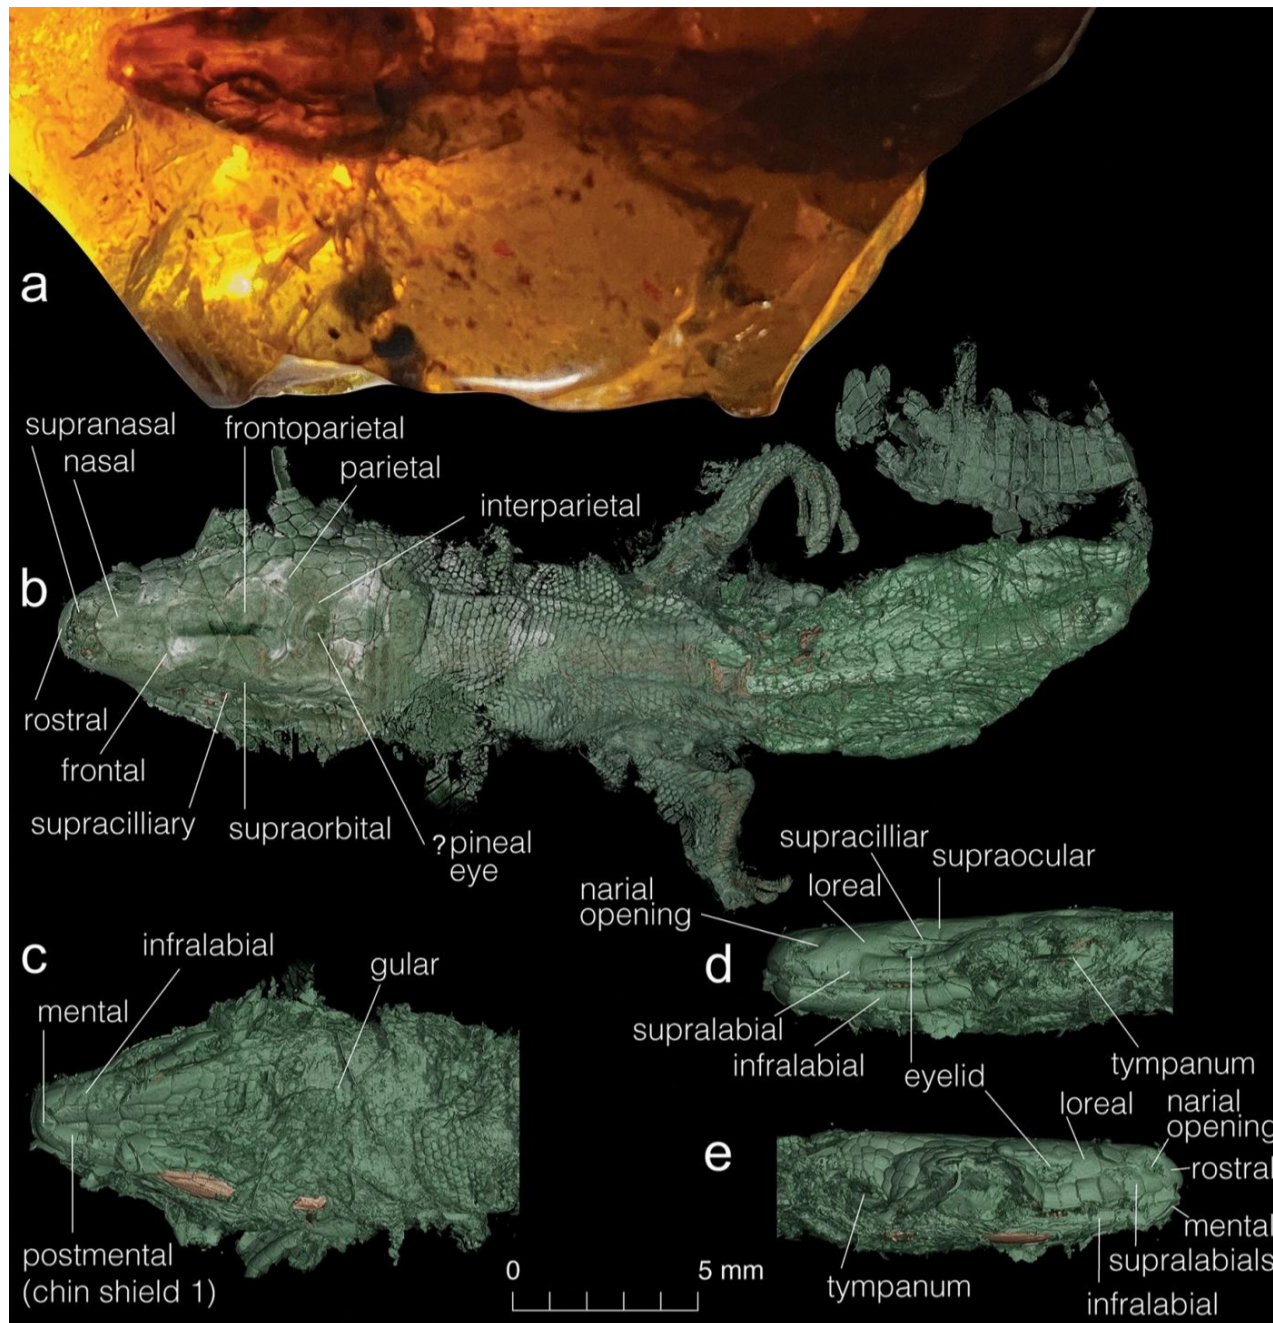 a
supranasal
nasal
frontoparietal
parietal
interparietal
b
rostral
frontal
supracilliary
supraorbital
?pineal
eye
c
mental
infralabial
gular
postmental
(chin shield 1)
0
5 mm
d
narial
opening
loreal
supracilliar
supraocular
supralabial
infralabial
eyelid
tympanum
e
loreal
narial
opening
rostral
mental
supralabials
infralabial
tympanum